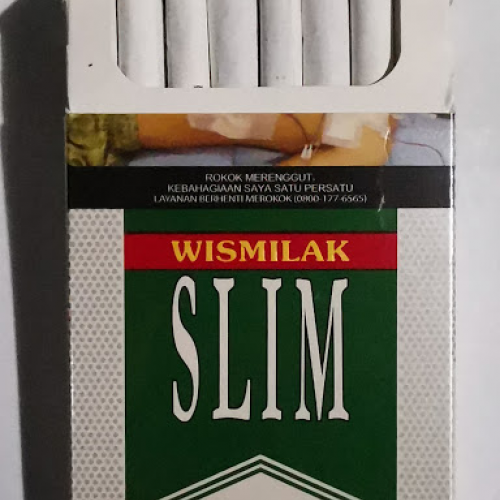 ROKOK MERENGGUT
KEBAHAGIAAN SAYA SATU PERSATU
LAYANAN BERHENTI MEROKOK (0800-177-6565)
WISMILAK
SLIM